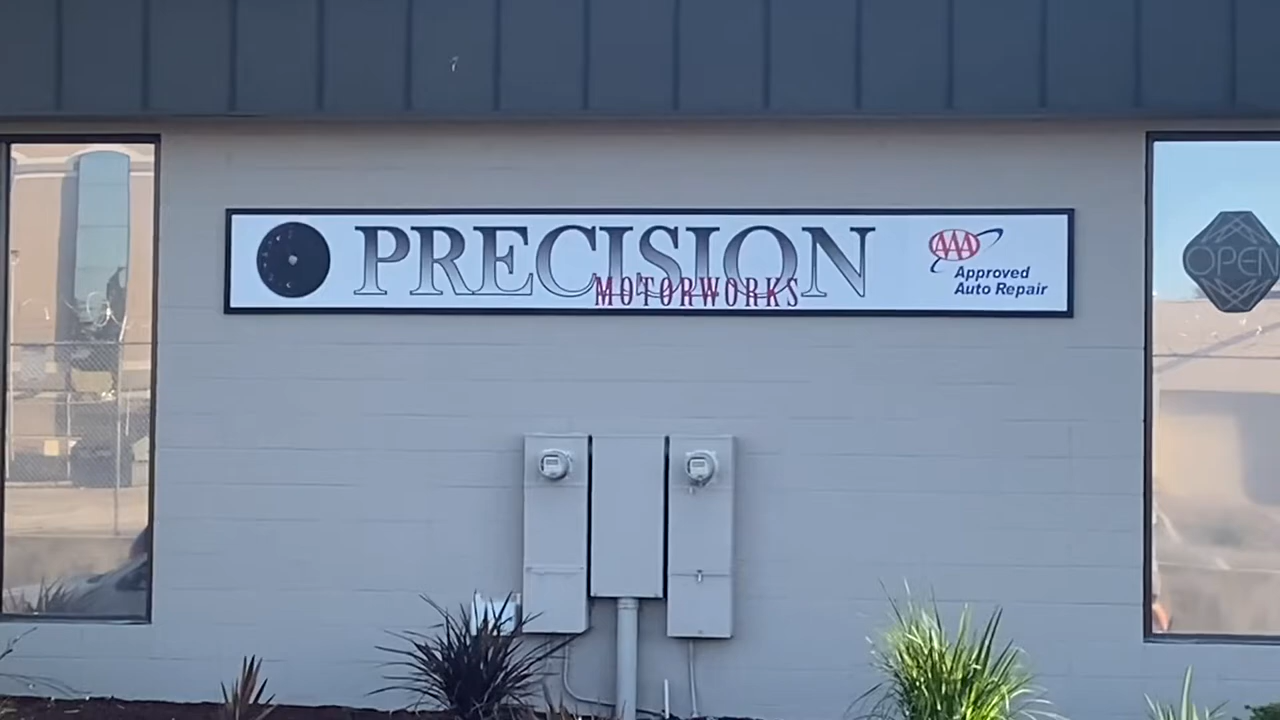 PRECISION
MOTORWORKS
AAA
Approved
Auto Repair
OPEN